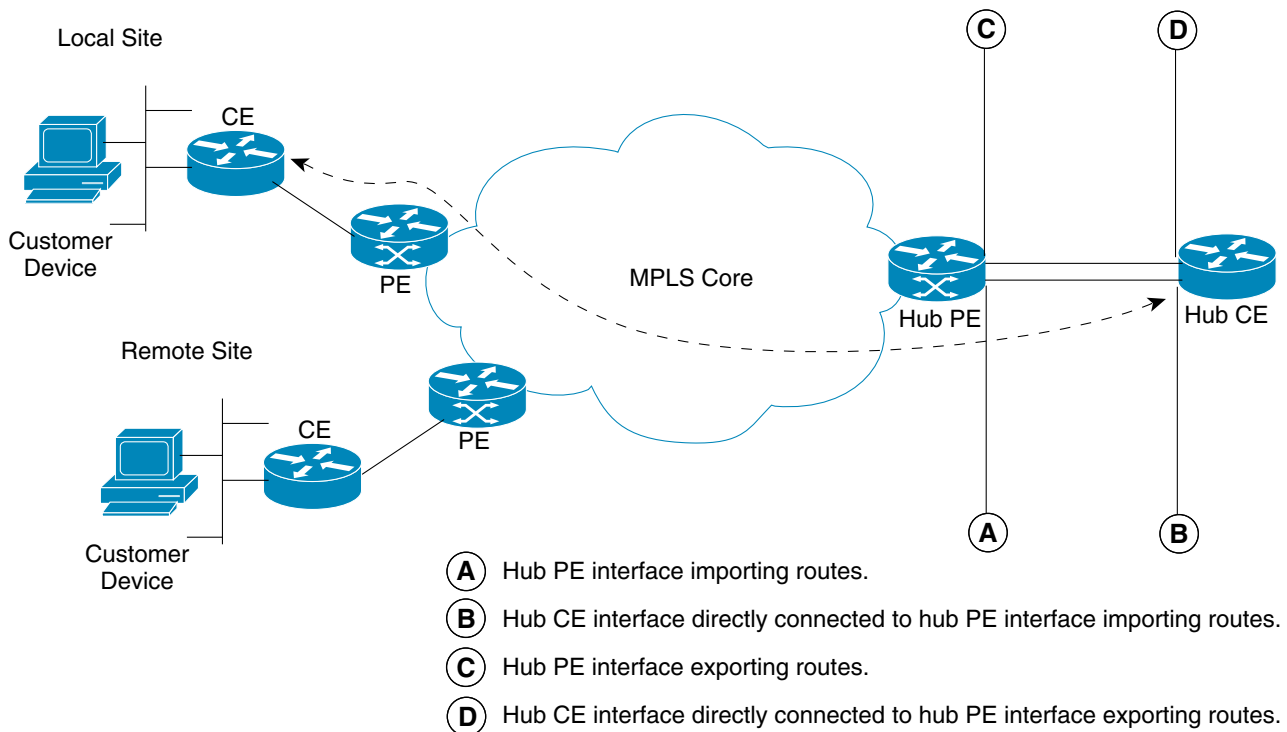 Local Site
C
D
CE
Customer
Device
PE
MPLS Core
Hub PE
Hub CE
Remote Site
CE
PE
Customer
Device
A
B
A Hub PE interface importing routes.
B Hub CE interface directly connected to hub PE interface importing routes.
C Hub PE interface exporting routes.
D Hub CE interface directly connected to hub PE interface exporting routes.